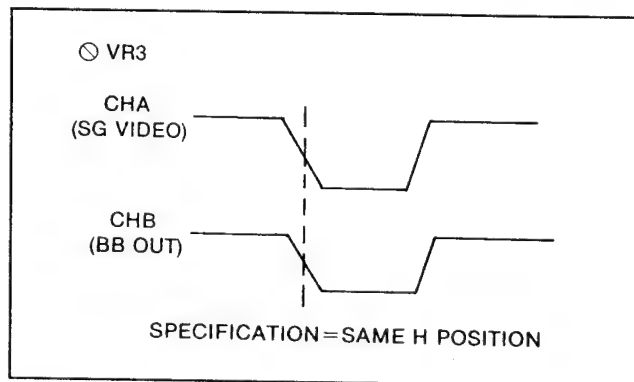 ⦸ VR3
CHA
(SG VIDEO)
CHB
(BB OUT)
SPECIFICATION=SAME H POSITION